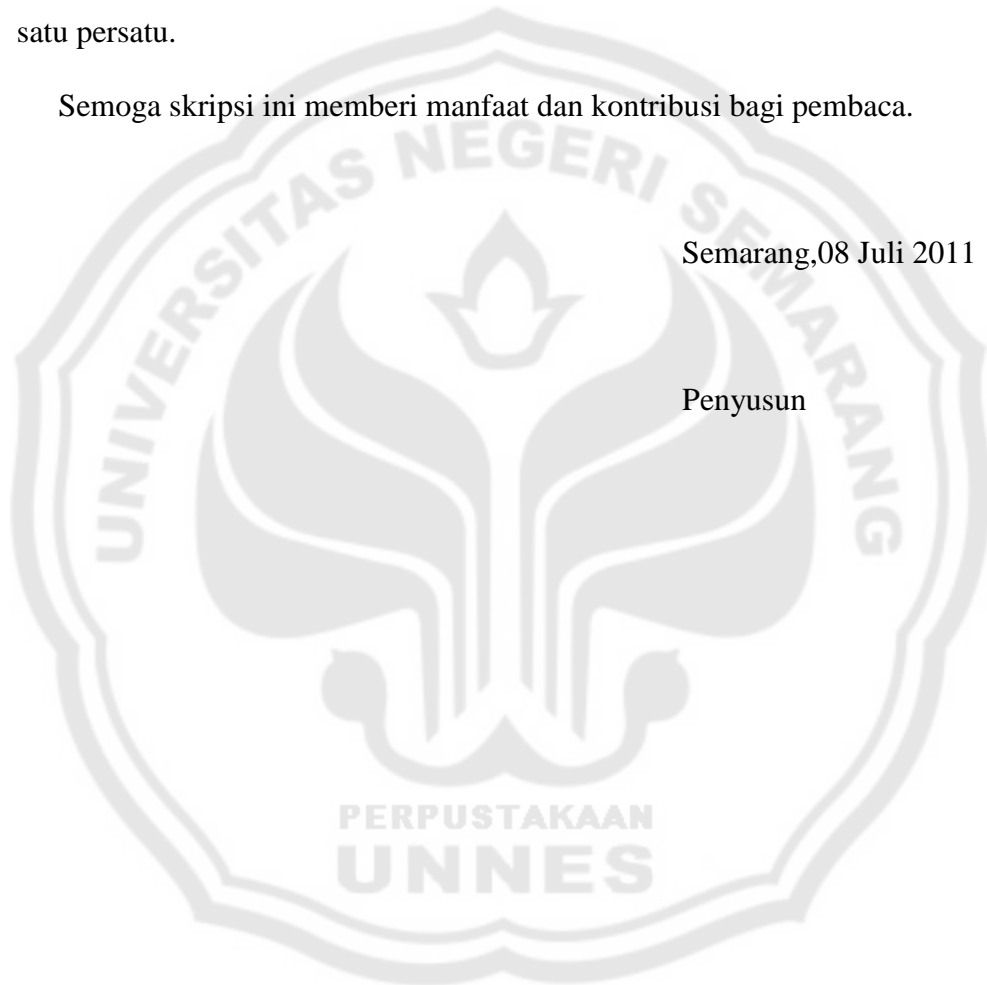 satu persatu.
Semoga skripsi ini memberi manfaat dan kontribusi bagi pembaca.
UNIVERSITAS NEGERI SEMARANG
Semarang,08 Juli 2011
Penyusun
PERPUSTAKAAN
UNNES